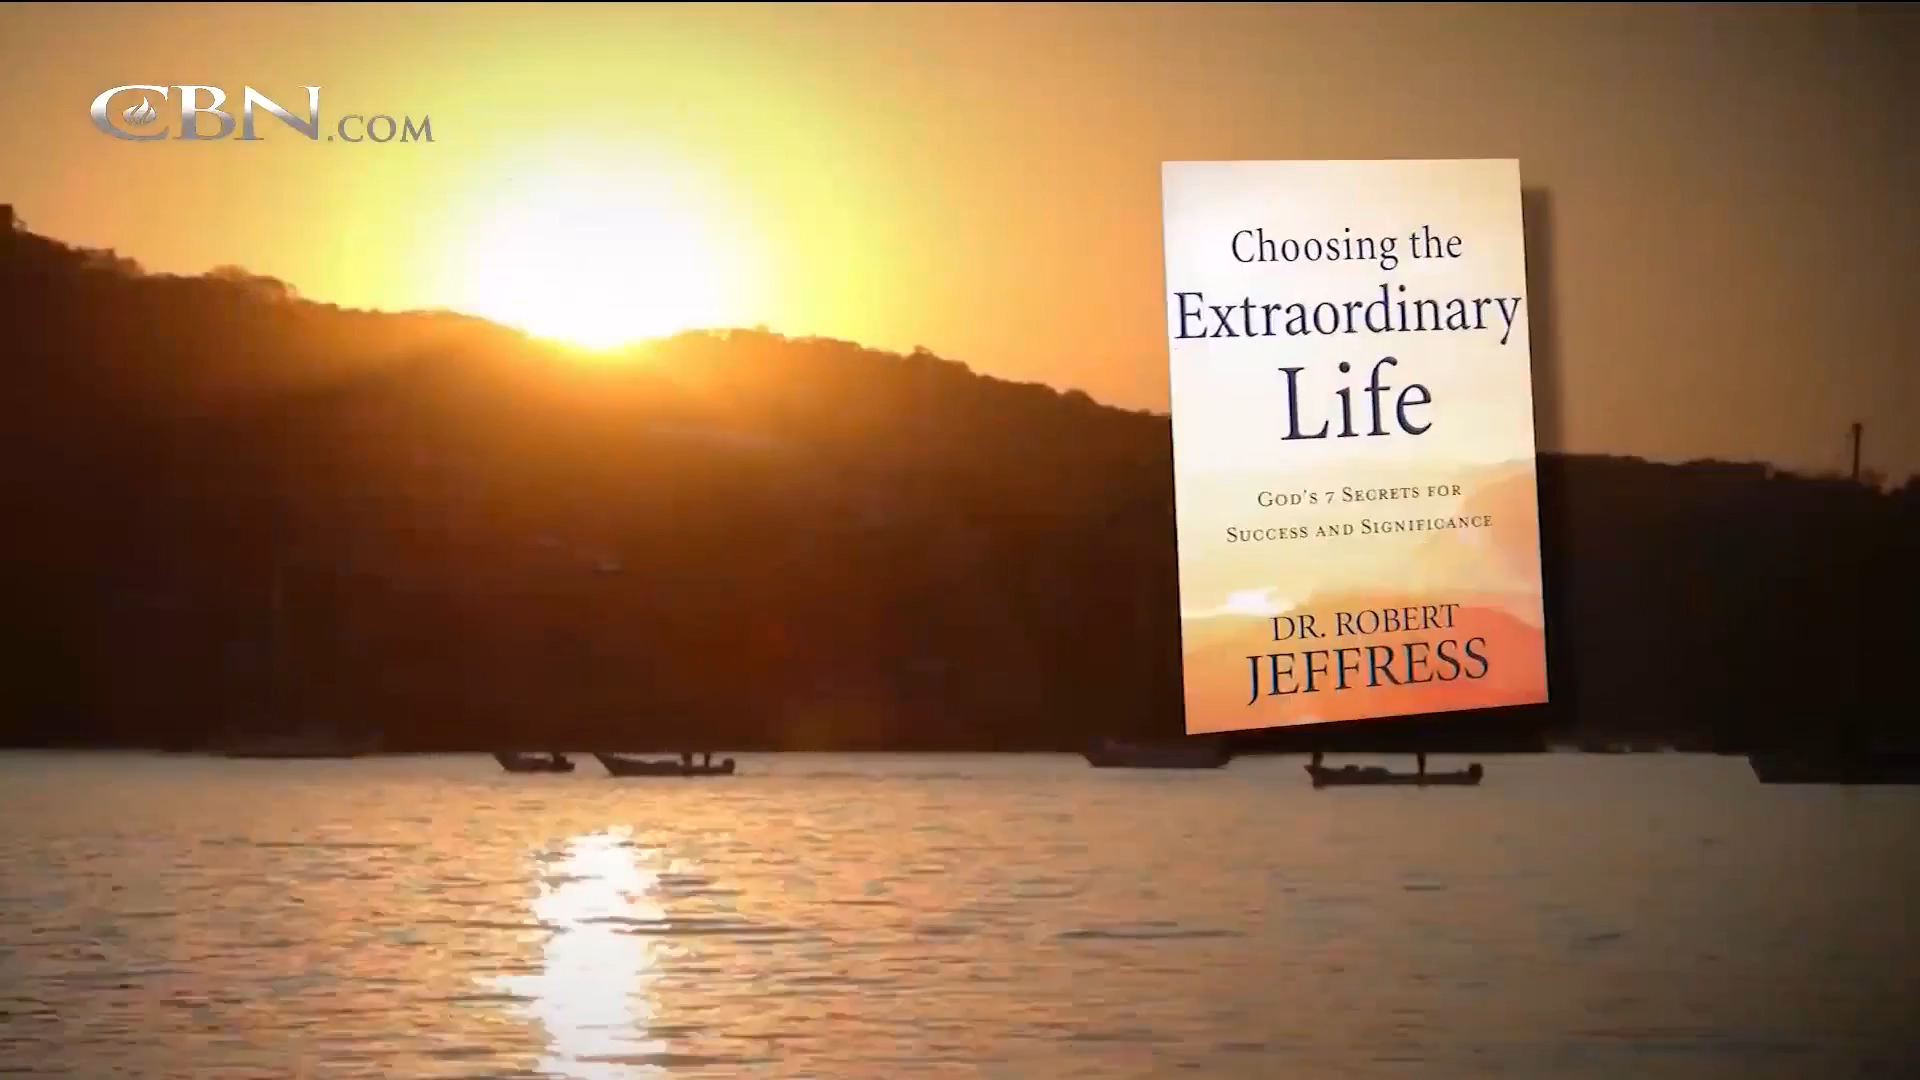 CBN.COM
Choosing the
Extraordinary
Life
GOD'S 7 SECRETS FOR
SUCCESS AND SIGNIFICANCE
DR. ROBERT
JEFFRESS